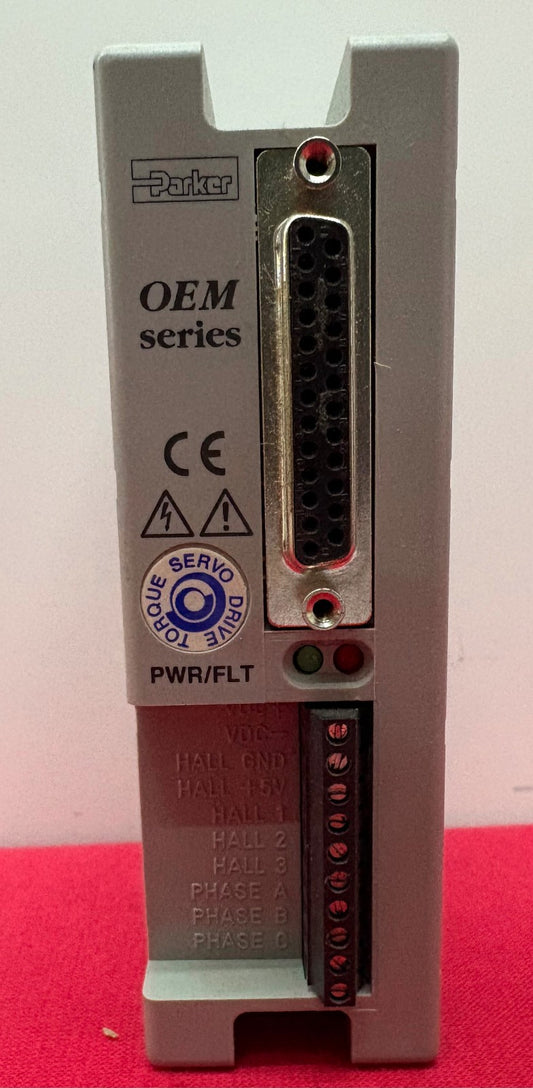 Parker
OEM
series
CE
TORQUE SERVO DRIVE
PWR/FLT
VDC+
VDC-
HALL GND
HALL +5V
HALL 1
HALL 2
HALL 3
PHASE A
PHASE B
PHASE C